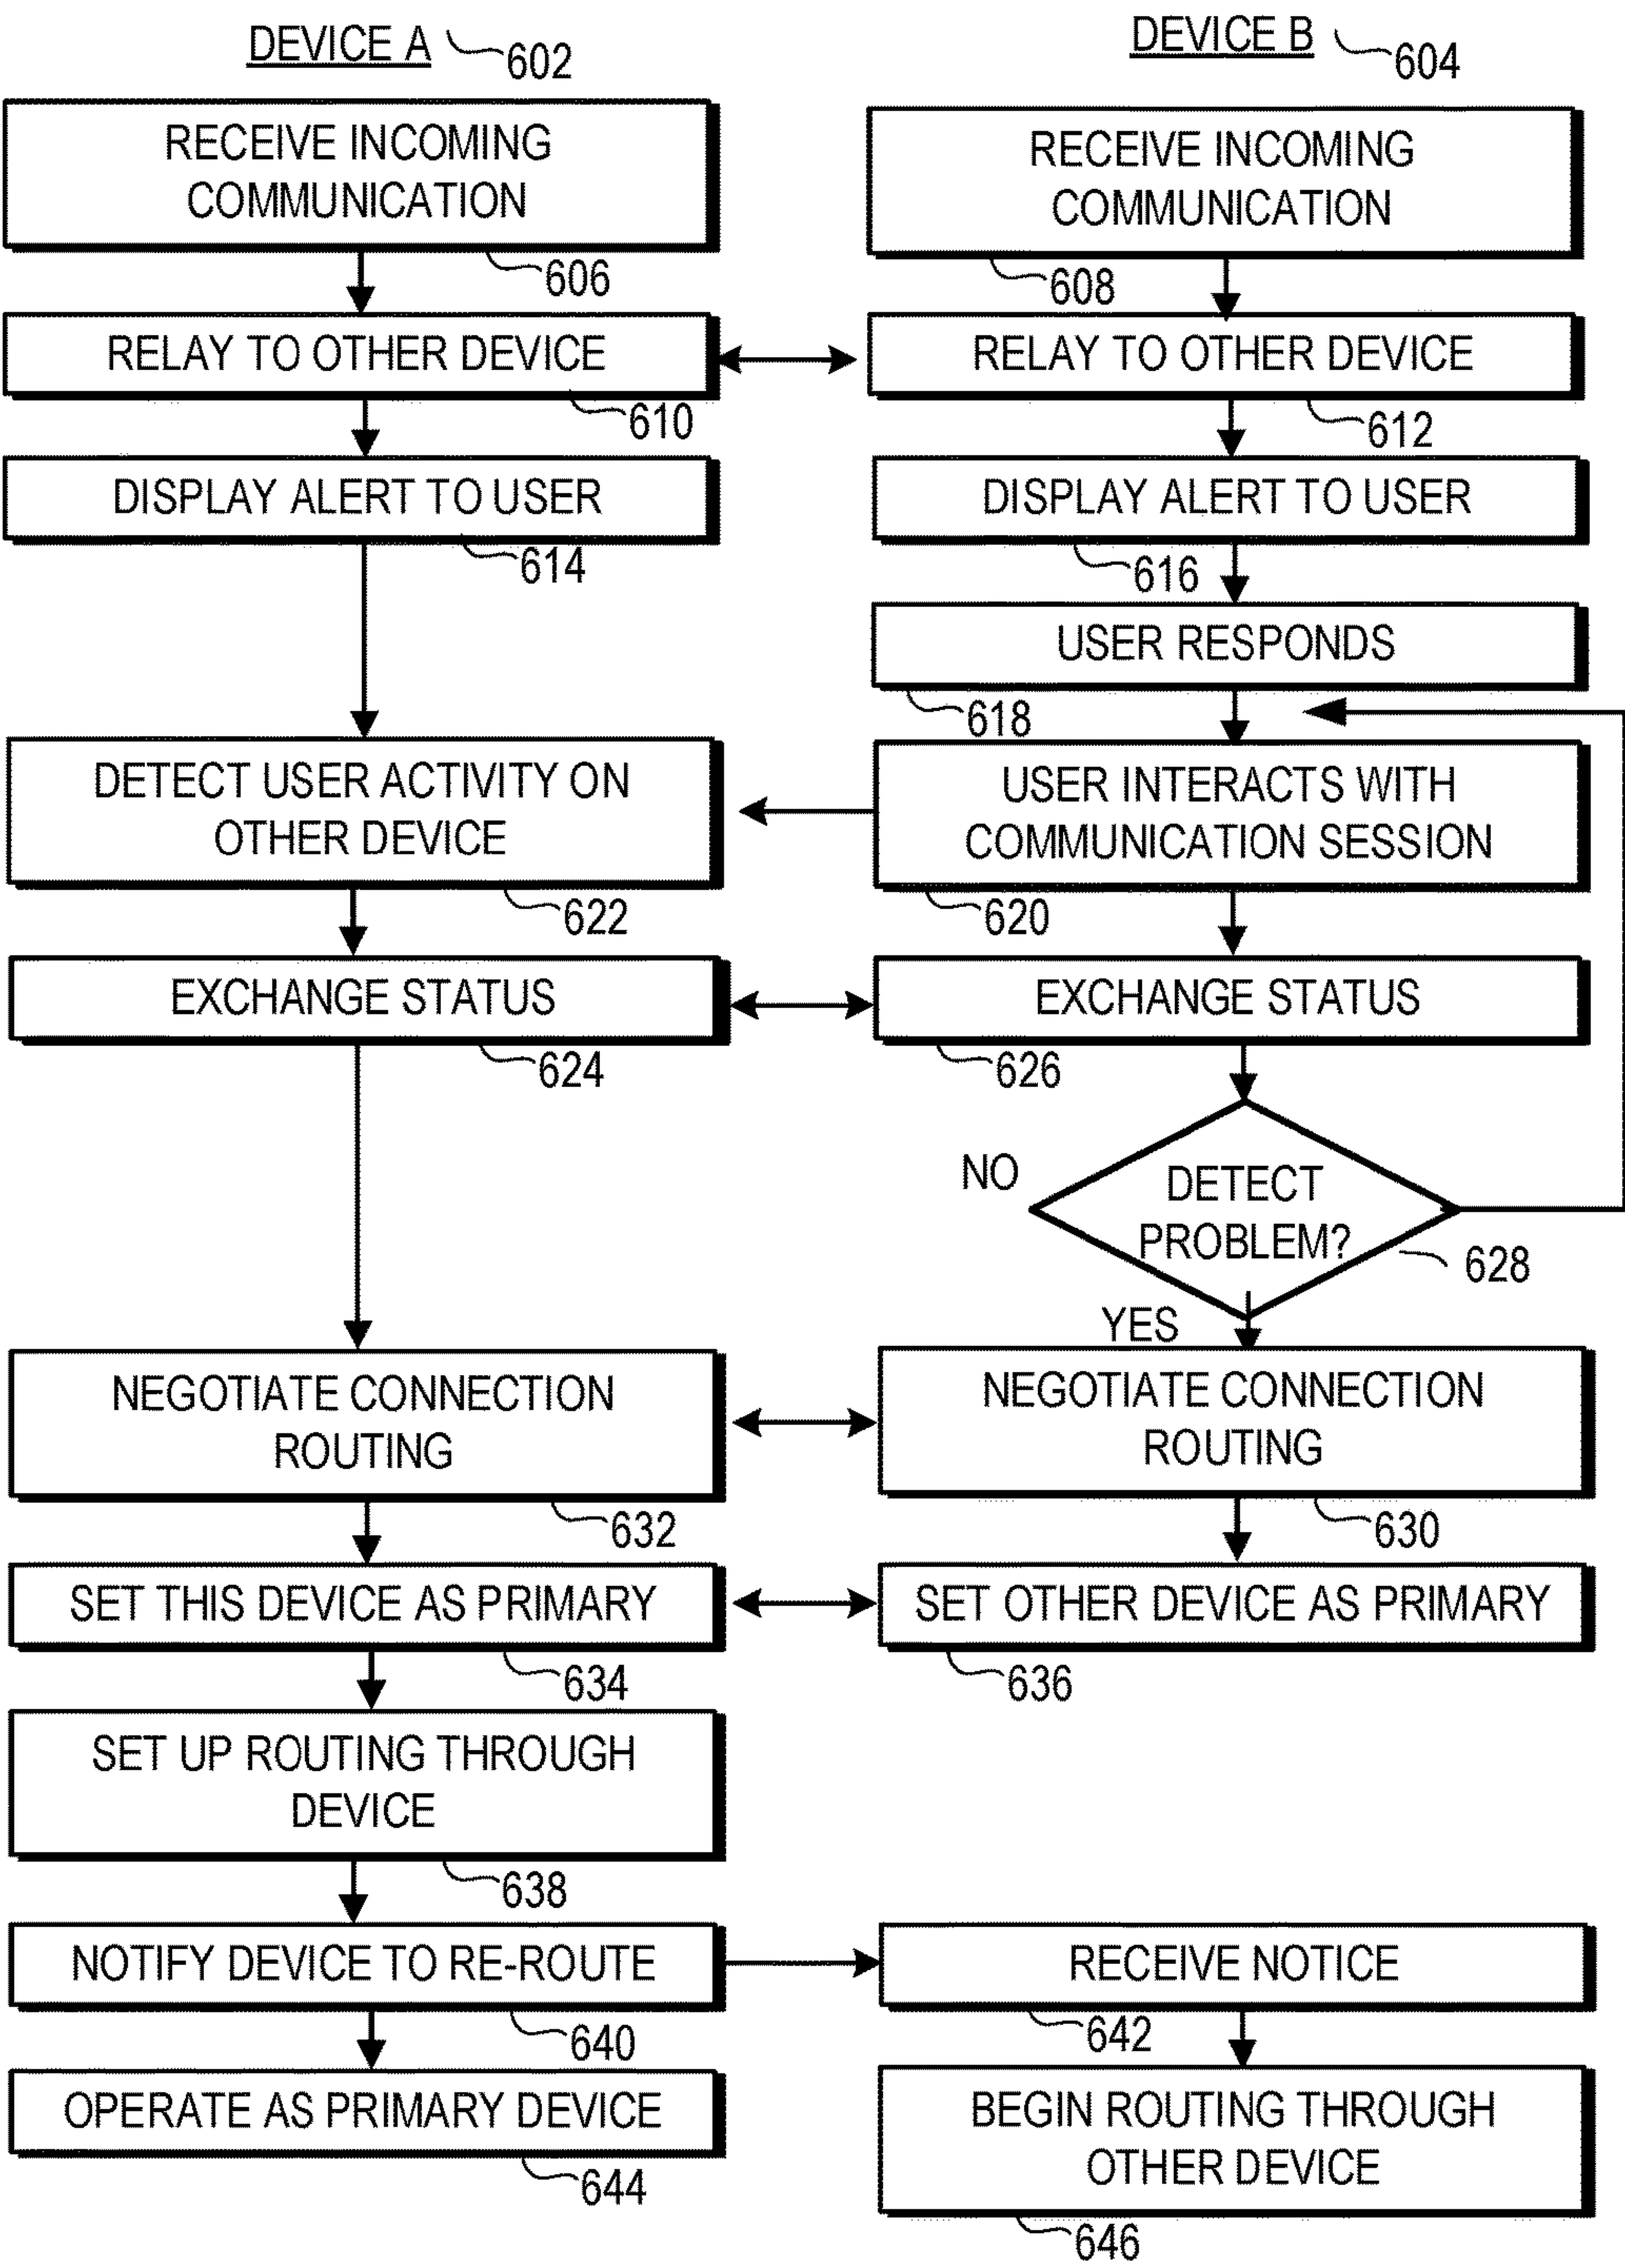 DEVICE A 602
DEVICE B 604
RECEIVE INCOMING
COMMUNICATION
606
RECEIVE INCOMING
COMMUNICATION
608
RELAY TO OTHER DEVICE
610
RELAY TO OTHER DEVICE
612
DISPLAY ALERT TO USER
614
DISPLAY ALERT TO USER
616
USER RESPONDS
618
DETECT USER ACTIVITY ON
OTHER DEVICE
622
USER INTERACTS WITH
COMMUNICATION SESSION
620
EXCHANGE STATUS
624
EXCHANGE STATUS
626
NO
DETECT
PROBLEM?
628
YES
NEGOTIATE CONNECTION
ROUTING
632
NEGOTIATE CONNECTION
ROUTING
630
SET THIS DEVICE AS PRIMARY
634
SET OTHER DEVICE AS PRIMARY
636
SET UP ROUTING THROUGH
DEVICE
638
NOTIFY DEVICE TO RE-ROUTE
640
RECEIVE NOTICE
642
OPERATE AS PRIMARY DEVICE
644
BEGIN ROUTING THROUGH
OTHER DEVICE
646